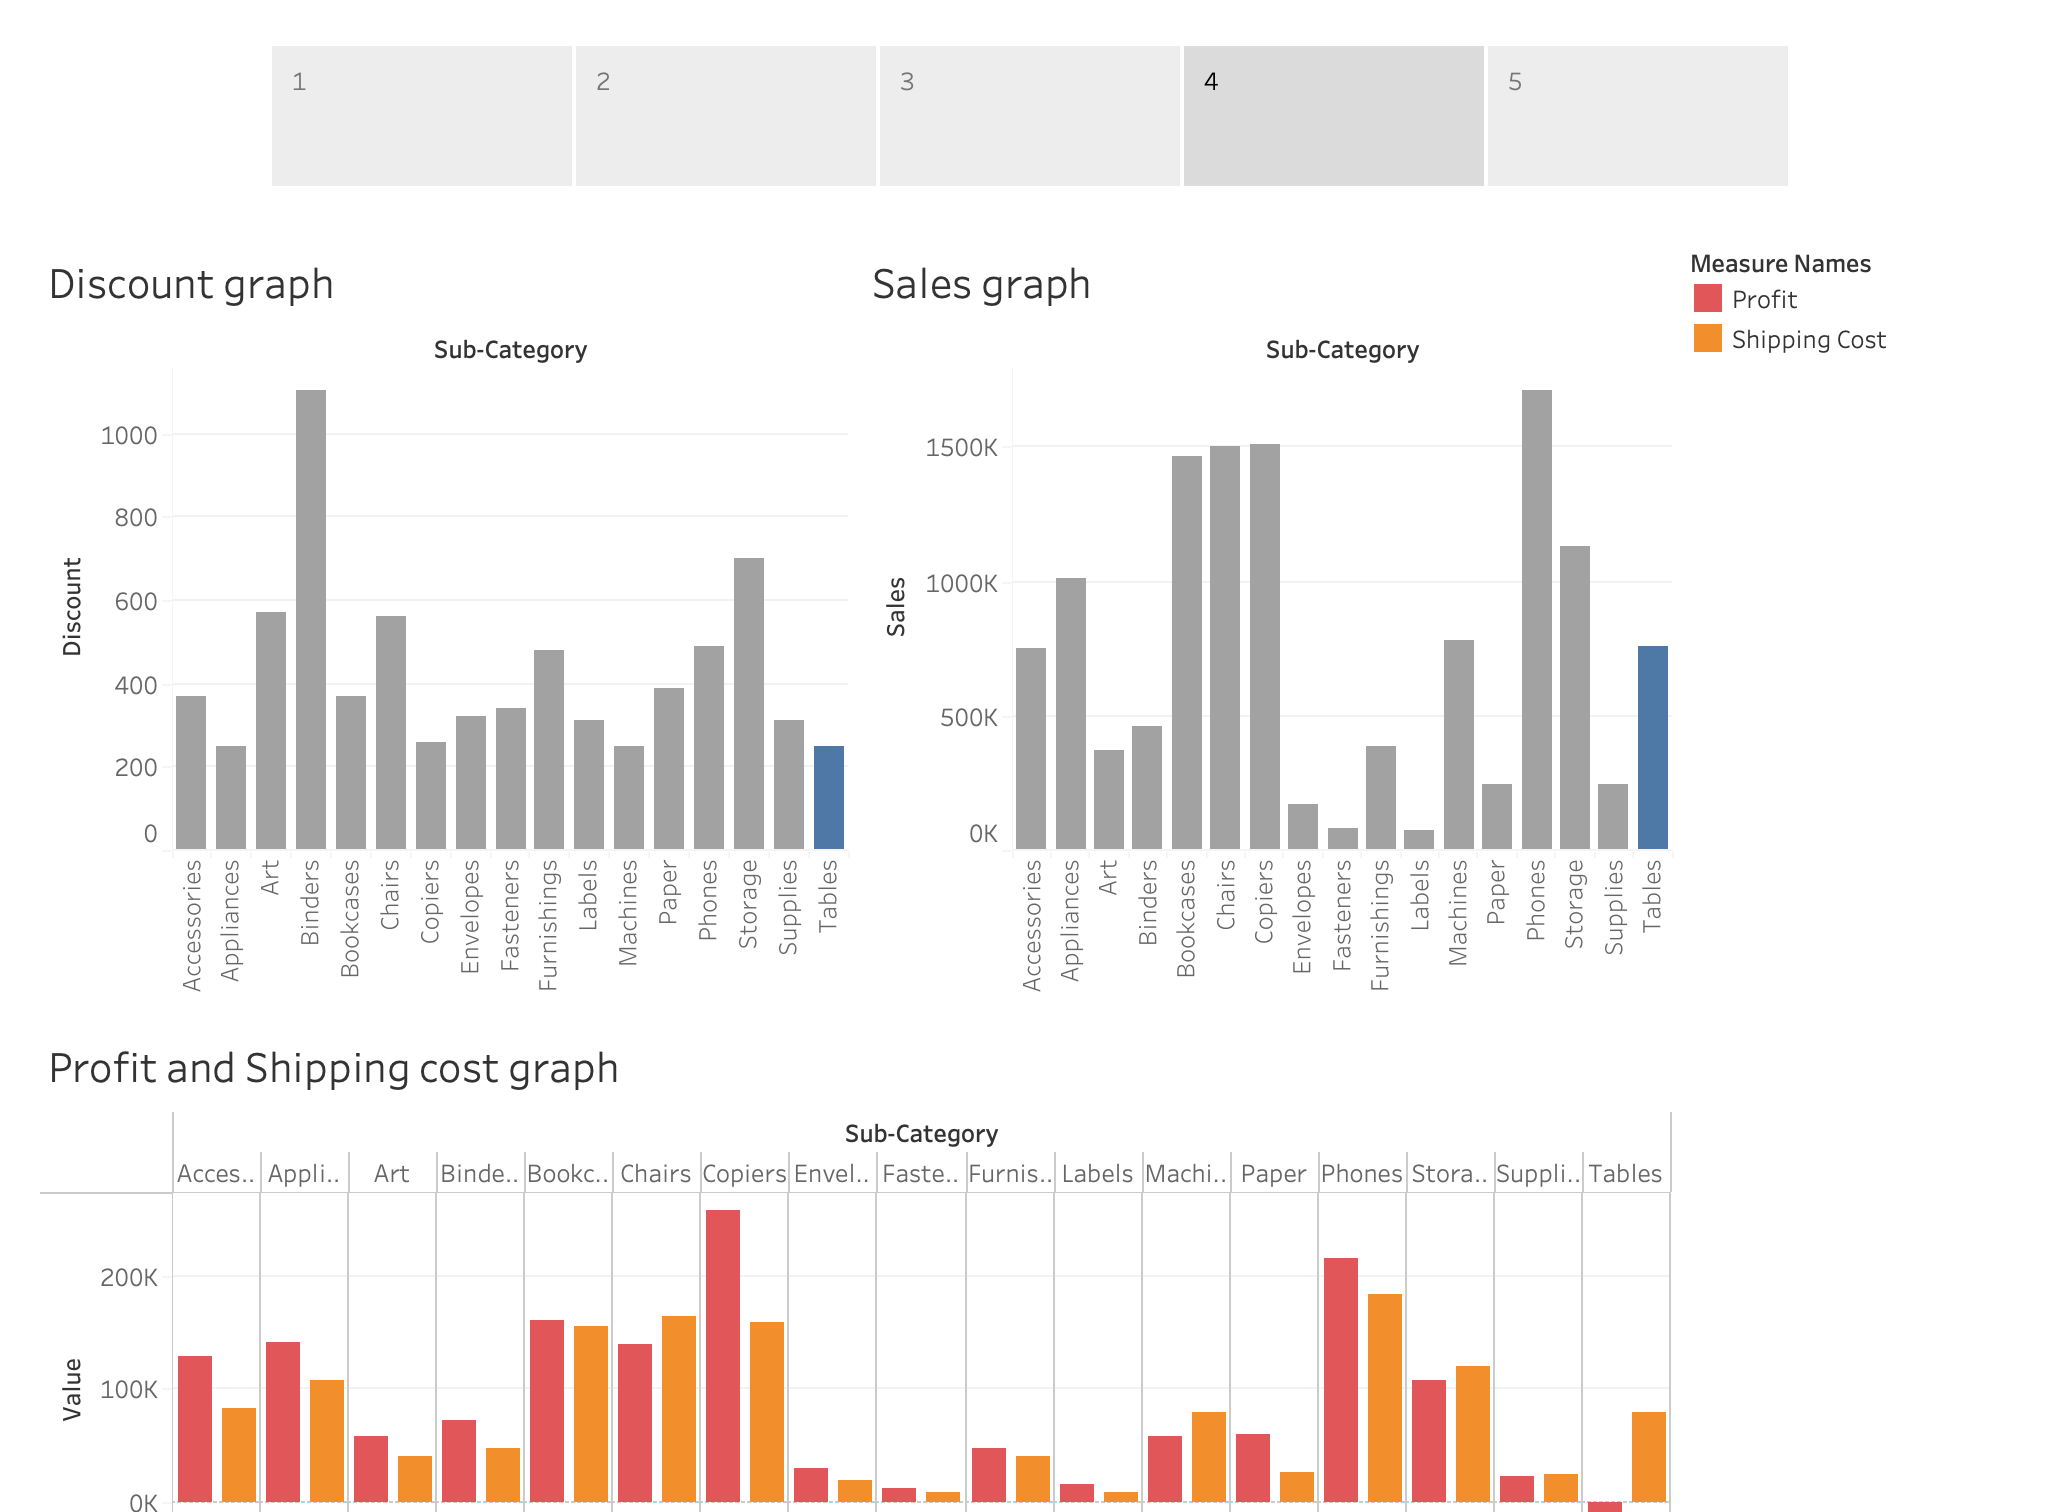 1 2 3 4 5
Discount graph
Sub-Category
Discount
1000
800
600
400
200
0
Accessories Appliances Art Binders Bookcases Chairs Copiers Envelopes Fasteners Furnishings Labels Machines Paper Phones Storage Supplies Tables
Sales graph
Sub-Category
Sales
1500K
1000K
500K
0K
Accessories Appliances Art Binders Bookcases Chairs Copiers Envelopes Fasteners Furnishings Labels Machines Paper Phones Storage Supplies Tables
Measure Names
Profit
Shipping Cost
Profit and Shipping cost graph
Sub-Category
Acces.. Appli.. Art Binde.. Bookc.. Chairs Copiers Envel.. Faste.. Furnis.. Labels Machi.. Paper Phones Stora.. Suppli.. Tables
Value
200K
100K
0K